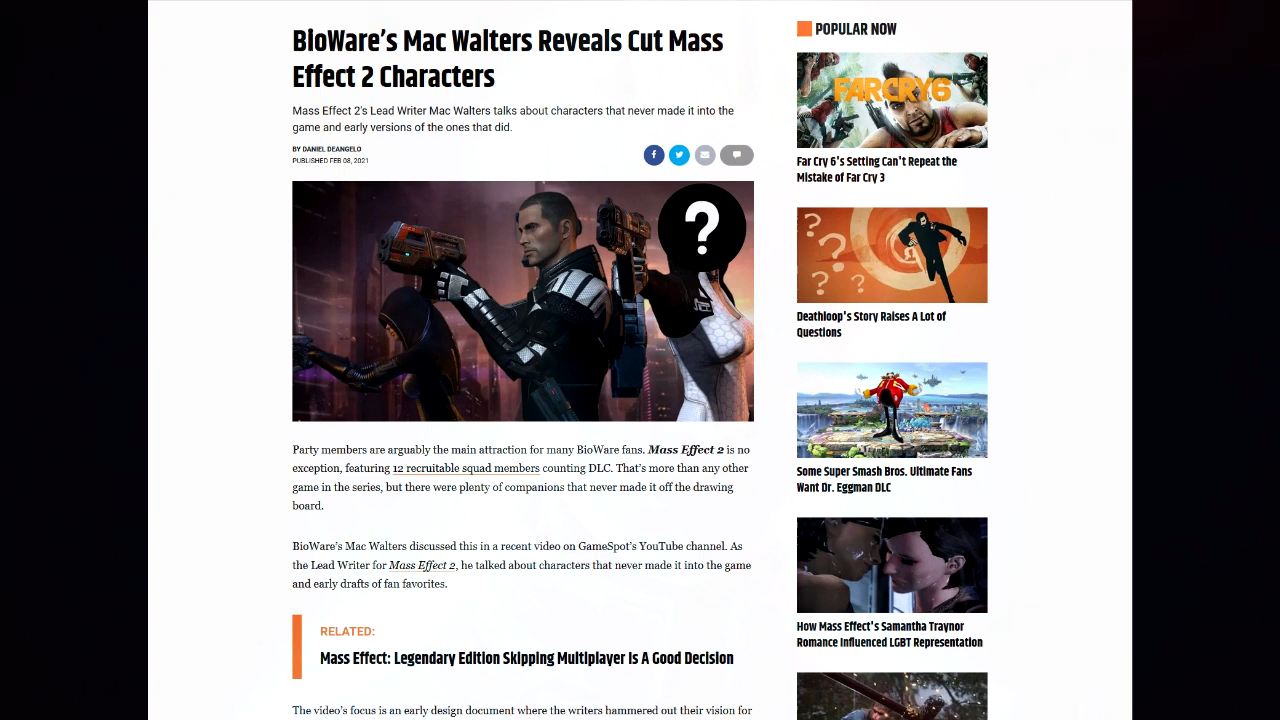 BioWare's Mac Walters Reveals Cut Mass
Effect 2 Characters
Mass Effect 2's Lead Writer Mac Walters talks about characters that never made it into the
game and early versions of the ones that did.
BY DANIEL DEANGELO
PUBLISHED FEB 08, 2021
?
Party members are arguably the main attraction for many BioWare fans. Mass Effect 2 is no
exception, featuring 12 recruitable squad members counting DLC. That's more than any other
game in the series, but there were plenty of companions that never made it off the drawing
board.
BioWare's Mac Walters discussed this in a recent video on GameSpot's YouTube channel. As
the Lead Writer for Mass Effect 2, he talked about characters that never made it into the game
and early drafts of fan favorites.
RELATED:
Mass Effect: Legendary Edition Skipping Multiplayer is A Good Decision
The video's focus is an early design document where the writers hammered out their vision for
POPULAR NOW
FARCRY6
Far Cry 6's Setting Can't Repeat the
Mistake of Far Cry 3
? ? ? ?
Deathloop's Story Raises A Lot of
Questions
Some Super Smash Bros. Ultimate Fans
Want Dr. Eggman DLC
How Mass Effect's Samantha Traynor
Romance Influenced LGBT Representation